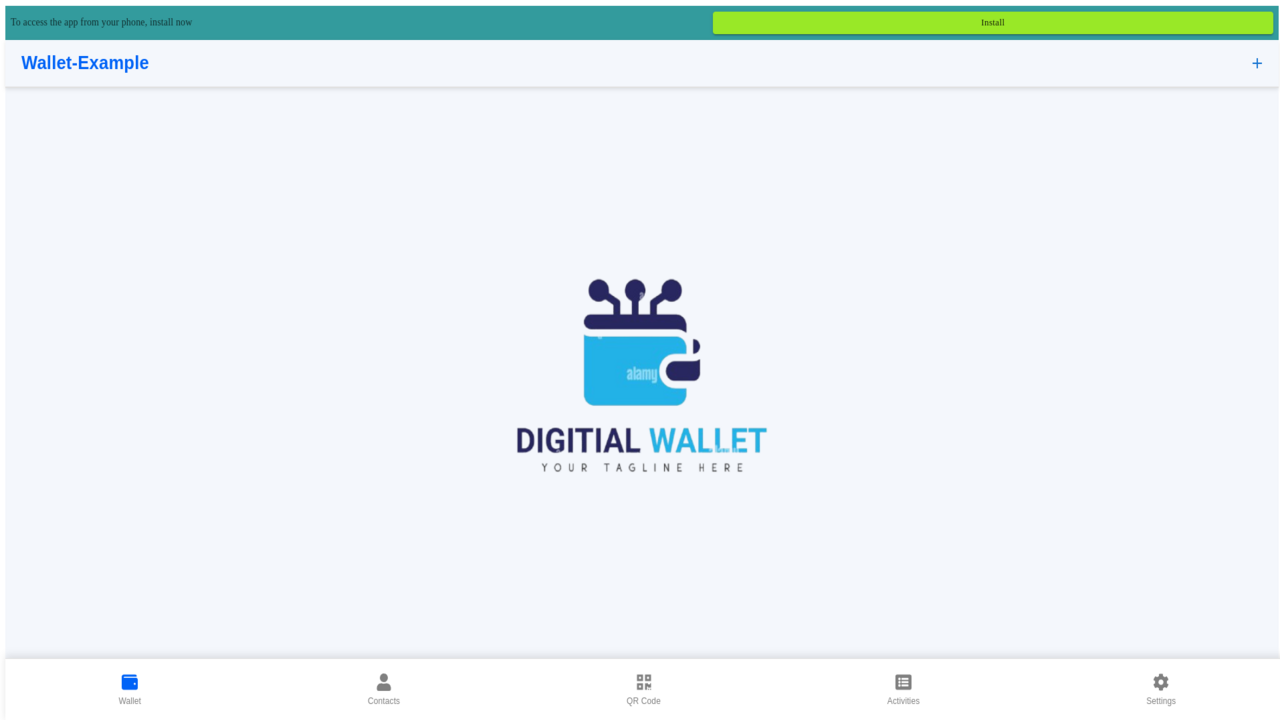 To access the app from your phone, install now
Install
Wallet-Example
alamy
DIGITIAL WALLET
YOUR TAGLINE HERE
Wallet
Contacts
QR Code
Activities
Settings